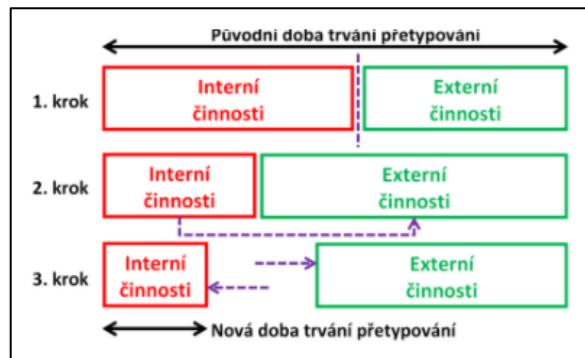 Původní doba trvání přetypování
1. krok
Interní
činnosti
Externí
činnosti
2. krok
Interní
činnosti
Externí
činnosti
3. krok
Interní
činnosti
Externí
činnosti
Nová doba trvání přetypování